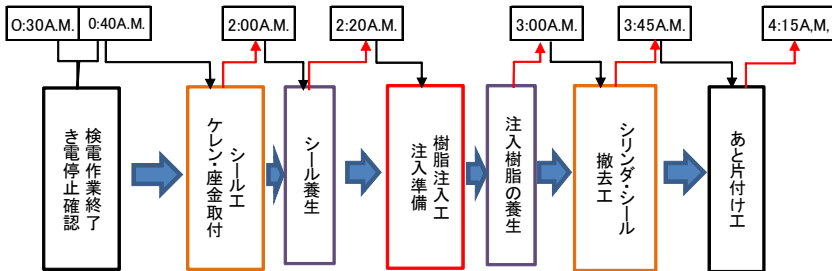 O:30A.M.
0:40A.M.
2:00A.M.
2:20A.M.
3:00A.M.
3:45A.M.
4:15A,M,
検電作業終了
き電停止確認
シール工
ケレン・座金取付
シール養生
樹脂注入工
注入準備
注入樹脂の養生
シリンダ・シール
撤去工
あと片付け工